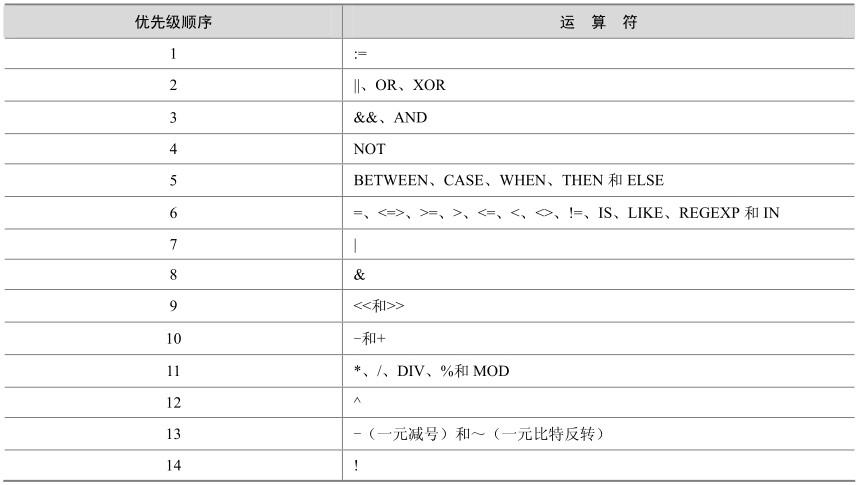 优先级顺序 运 算 符
1 :=
2 ||、OR、XOR
3 &&、AND
4 NOT
5 BETWEEN、CASE、WHEN、THEN 和 ELSE
6 =、<=>、>=、>、<=、<、<>、!=、IS、LIKE、REGEXP 和 IN
7 |
8 &
9 <<和>>
10 -和+
11 *、/、DIV、%和 MOD
12 ^
13 -（一元减号）和～（一元比特反转）
14 !